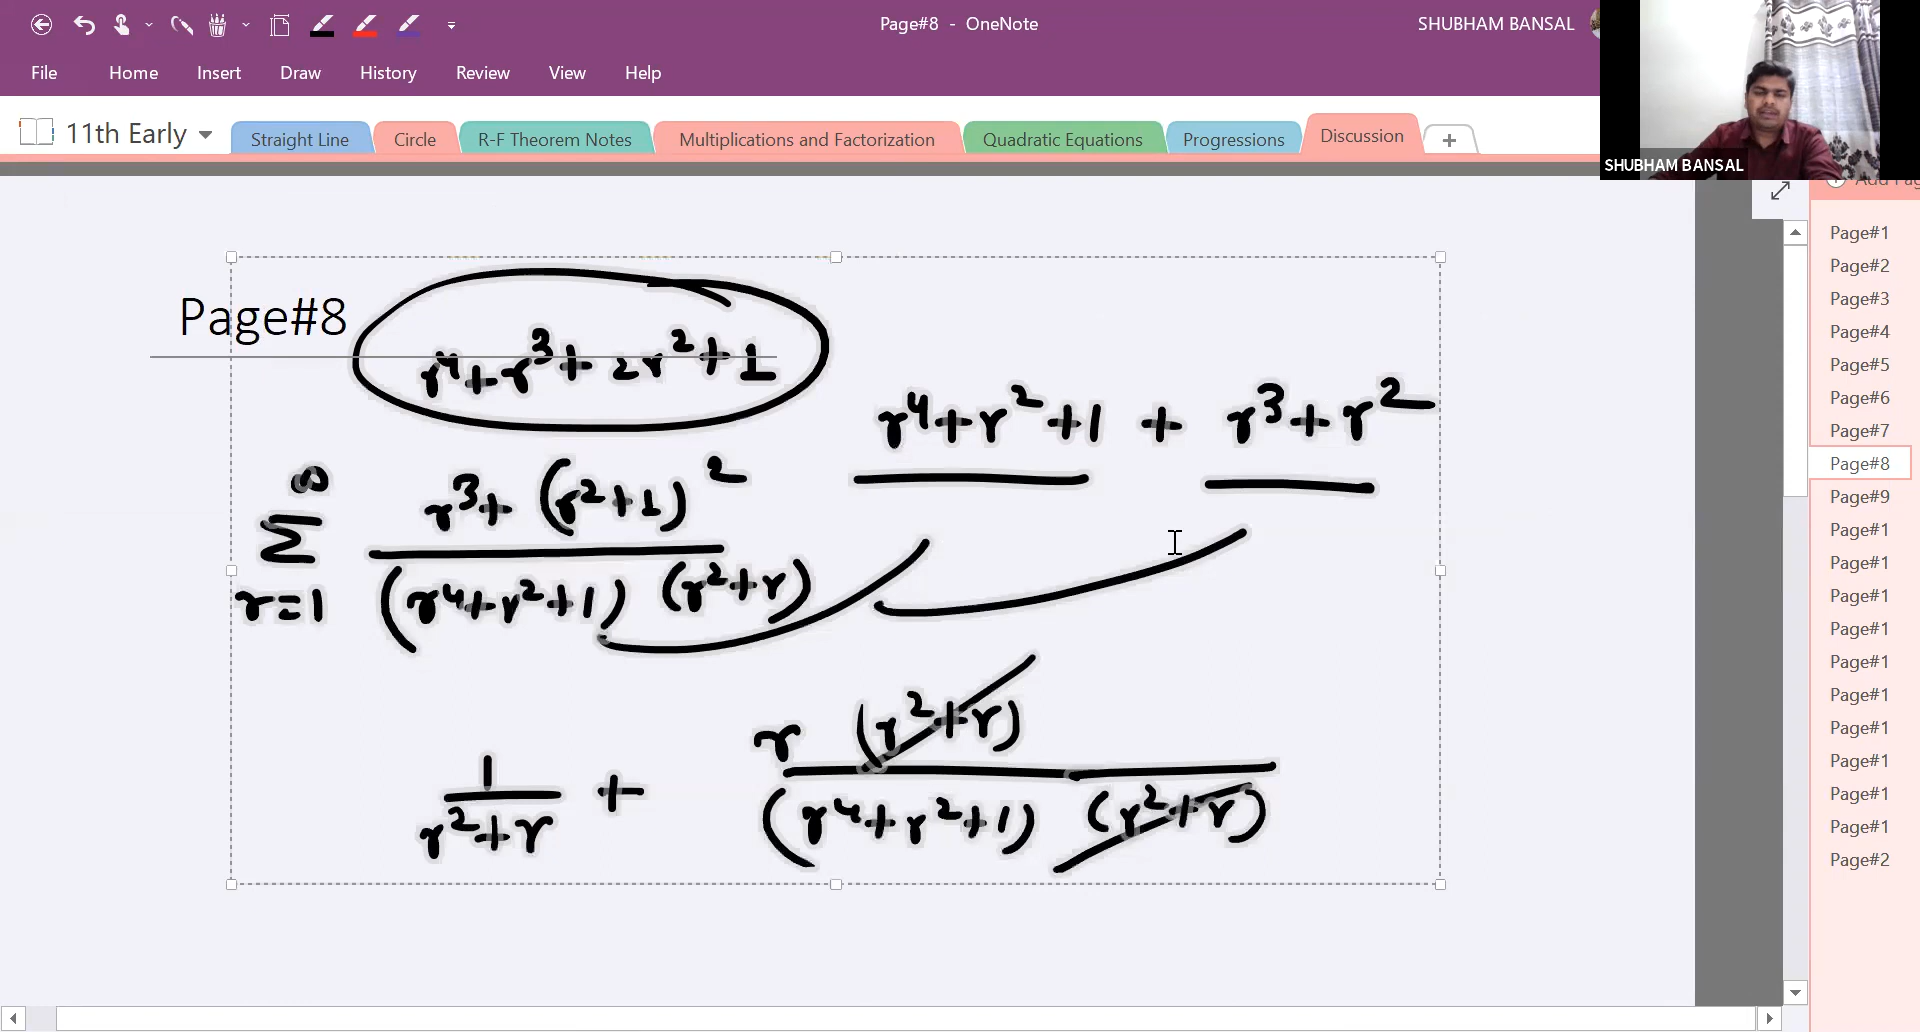 Page#8 - OneNote
SHUBHAM BANSAL
File Home Insert Draw History Review View Help
11th Early
Straight Line Circle R-F Theorem Notes Multiplications and Factorization Quadratic Equations Progressions Discussion +
SHUBHAM BANSAL
Page#8
r⁴+r³+2r²+1
r⁴+r²+1 + r³+r²
∞
Σ
r=1
r³+(r²+1)²
(r⁴+r²+1) (r²+r)
1
r²+r
+
r (r²+r)
(r⁴+r²+1) (r²+r)
Page#1
Page#2
Page#3
Page#4
Page#5
Page#6
Page#7
Page#8
Page#9
Page#1
Page#1
Page#1
Page#1
Page#1
Page#1
Page#1
Page#1
Page#1
Page#1
Page#2